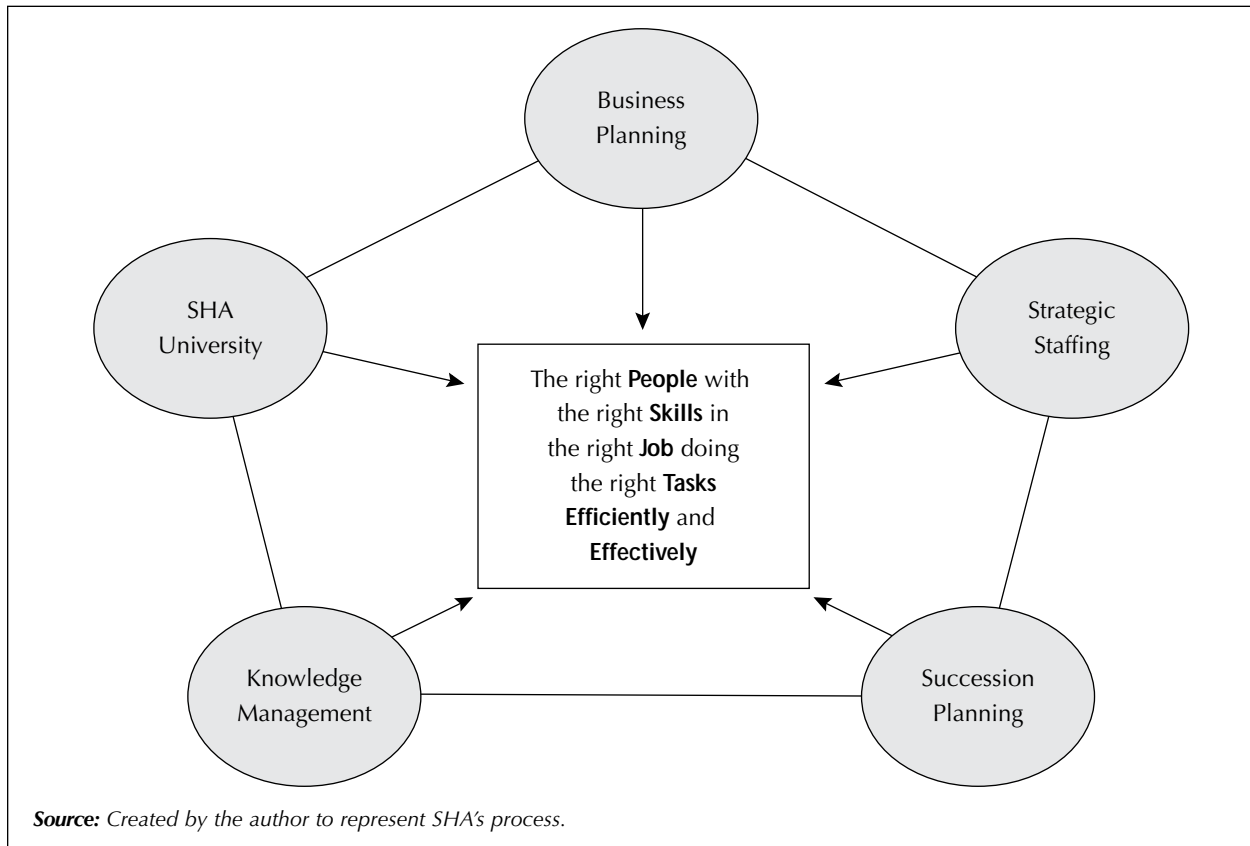 Business
Planning
SHA
University
Strategic
Staffing
The right People with
the right Skills in
the right Job doing
the right Tasks
Efficiently and
Effectively
Knowledge
Management
Succession
Planning
Source: Created by the author to represent SHA's process.